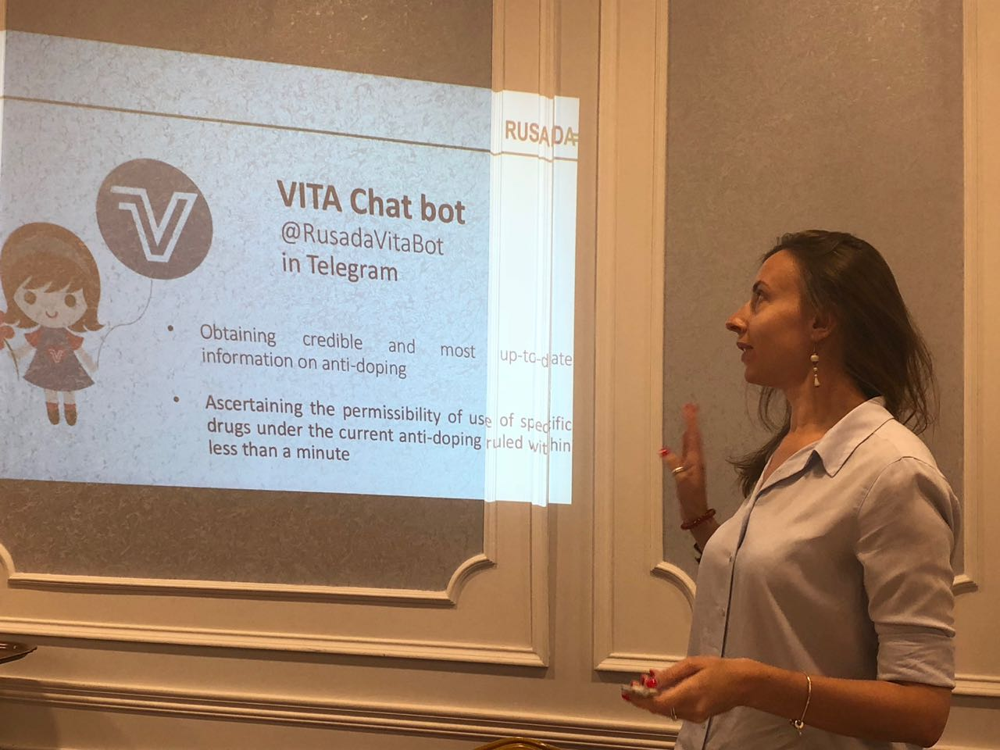 RUSADA
VITA Chat bot
@RusadaVitaBot
in Telegram
• Obtaining credible and most up-to-date
information on anti-doping
• Ascertaining the permissibility of use of specific
drugs under the current anti-doping ruled within
less than a minute